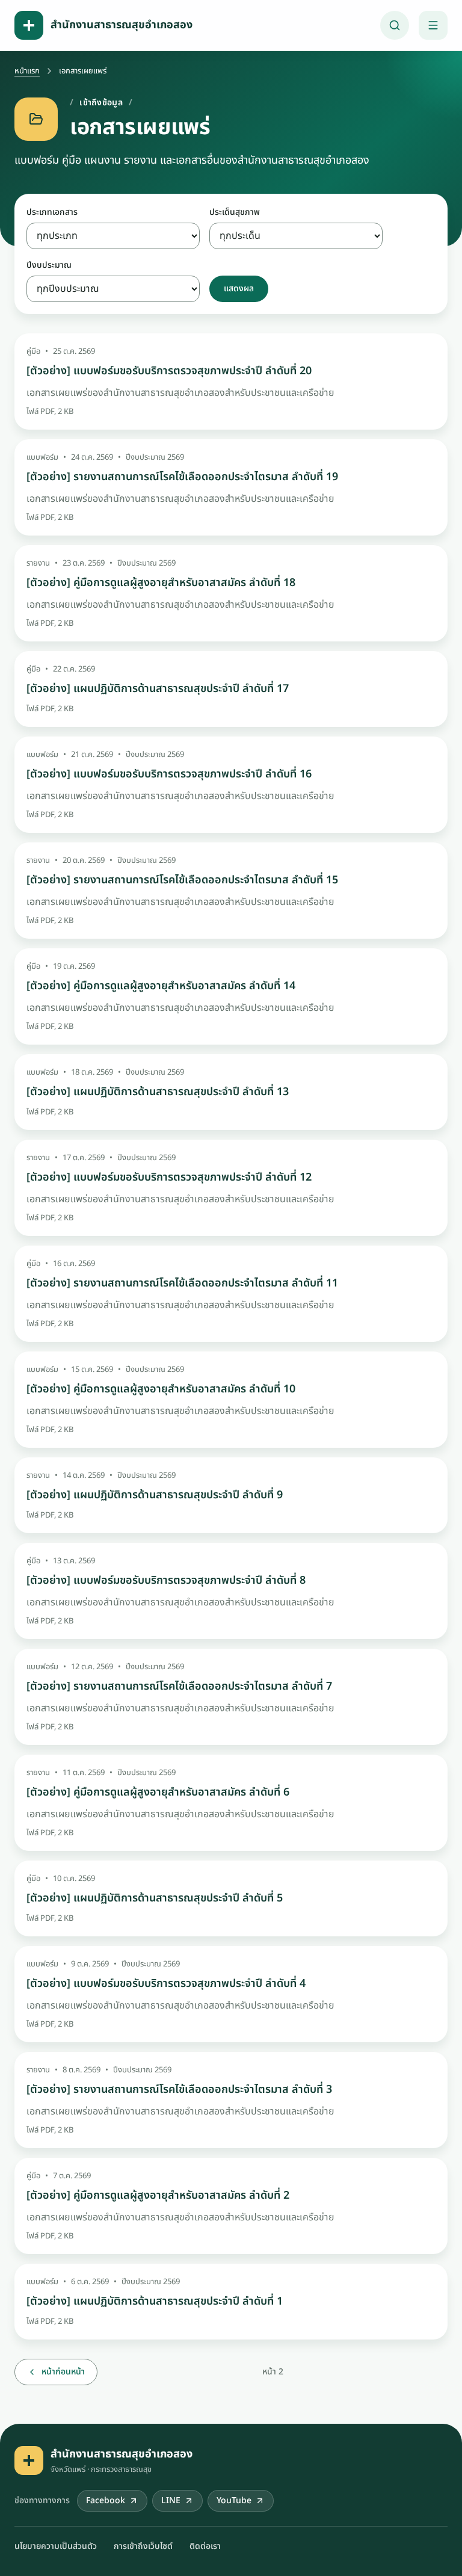 สำนักงานสาธารณสุขอำเภอสอง
หน้าแรก > เอกสารเผยแพร่
/ เข้าถึงข้อมูล /
เอกสารเผยแพร่
แบบฟอร์ม คู่มือ แผนงาน รายงาน และเอกสารอื่นของสำนักงานสาธารณสุขอำเภอสอง
ประเภทเอกสาร
ทุกประเภท
ประเด็นสุขภาพ
ทุกประเด็น
ปีงบประมาณ
ทุกปีงบประมาณ
แสดงผล
คู่มือ • 25 ต.ค. 2569
[ตัวอย่าง] แบบฟอร์มขอรับบริการตรวจสุขภาพประจำปี ลำดับที่ 20
เอกสารเผยแพร่ของสำนักงานสาธารณสุขอำเภอสองสำหรับประชาชนและเครือข่าย
ไฟล์ PDF, 2 KB
แบบฟอร์ม • 24 ต.ค. 2569 • ปีงบประมาณ 2569
[ตัวอย่าง] รายงานสถานการณ์โรคไข้เลือดออกประจำไตรมาส ลำดับที่ 19
เอกสารเผยแพร่ของสำนักงานสาธารณสุขอำเภอสองสำหรับประชาชนและเครือข่าย
ไฟล์ PDF, 2 KB
รายงาน • 23 ต.ค. 2569 • ปีงบประมาณ 2569
[ตัวอย่าง] คู่มือการดูแลผู้สูงอายุสำหรับอาสาสมัคร ลำดับที่ 18
เอกสารเผยแพร่ของสำนักงานสาธารณสุขอำเภอสองสำหรับประชาชนและเครือข่าย
ไฟล์ PDF, 2 KB
คู่มือ • 22 ต.ค. 2569
[ตัวอย่าง] แผนปฏิบัติการด้านสาธารณสุขประจำปี ลำดับที่ 17
ไฟล์ PDF, 2 KB
แบบฟอร์ม • 21 ต.ค. 2569 • ปีงบประมาณ 2569
[ตัวอย่าง] แบบฟอร์มขอรับบริการตรวจสุขภาพประจำปี ลำดับที่ 16
เอกสารเผยแพร่ของสำนักงานสาธารณสุขอำเภอสองสำหรับประชาชนและเครือข่าย
ไฟล์ PDF, 2 KB
รายงาน • 20 ต.ค. 2569 • ปีงบประมาณ 2569
[ตัวอย่าง] รายงานสถานการณ์โรคไข้เลือดออกประจำไตรมาส ลำดับที่ 15
เอกสารเผยแพร่ของสำนักงานสาธารณสุขอำเภอสองสำหรับประชาชนและเครือข่าย
ไฟล์ PDF, 2 KB
คู่มือ • 19 ต.ค. 2569
[ตัวอย่าง] คู่มือการดูแลผู้สูงอายุสำหรับอาสาสมัคร ลำดับที่ 14
เอกสารเผยแพร่ของสำนักงานสาธารณสุขอำเภอสองสำหรับประชาชนและเครือข่าย
ไฟล์ PDF, 2 KB
แบบฟอร์ม • 18 ต.ค. 2569 • ปีงบประมาณ 2569
[ตัวอย่าง] แผนปฏิบัติการด้านสาธารณสุขประจำปี ลำดับที่ 13
ไฟล์ PDF, 2 KB
รายงาน • 17 ต.ค. 2569 • ปีงบประมาณ 2569
[ตัวอย่าง] แบบฟอร์มขอรับบริการตรวจสุขภาพประจำปี ลำดับที่ 12
เอกสารเผยแพร่ของสำนักงานสาธารณสุขอำเภอสองสำหรับประชาชนและเครือข่าย
ไฟล์ PDF, 2 KB
คู่มือ • 16 ต.ค. 2569
[ตัวอย่าง] รายงานสถานการณ์โรคไข้เลือดออกประจำไตรมาส ลำดับที่ 11
เอกสารเผยแพร่ของสำนักงานสาธารณสุขอำเภอสองสำหรับประชาชนและเครือข่าย
ไฟล์ PDF, 2 KB
แบบฟอร์ม • 15 ต.ค. 2569 • ปีงบประมาณ 2569
[ตัวอย่าง] คู่มือการดูแลผู้สูงอายุสำหรับอาสาสมัคร ลำดับที่ 10
เอกสารเผยแพร่ของสำนักงานสาธารณสุขอำเภอสองสำหรับประชาชนและเครือข่าย
ไฟล์ PDF, 2 KB
รายงาน • 14 ต.ค. 2569 • ปีงบประมาณ 2569
[ตัวอย่าง] แผนปฏิบัติการด้านสาธารณสุขประจำปี ลำดับที่ 9
ไฟล์ PDF, 2 KB
คู่มือ • 13 ต.ค. 2569
[ตัวอย่าง] แบบฟอร์มขอรับบริการตรวจสุขภาพประจำปี ลำดับที่ 8
เอกสารเผยแพร่ของสำนักงานสาธารณสุขอำเภอสองสำหรับประชาชนและเครือข่าย
ไฟล์ PDF, 2 KB
แบบฟอร์ม • 12 ต.ค. 2569 • ปีงบประมาณ 2569
[ตัวอย่าง] รายงานสถานการณ์โรคไข้เลือดออกประจำไตรมาส ลำดับที่ 7
เอกสารเผยแพร่ของสำนักงานสาธารณสุขอำเภอสองสำหรับประชาชนและเครือข่าย
ไฟล์ PDF, 2 KB
รายงาน • 11 ต.ค. 2569 • ปีงบประมาณ 2569
[ตัวอย่าง] คู่มือการดูแลผู้สูงอายุสำหรับอาสาสมัคร ลำดับที่ 6
เอกสารเผยแพร่ของสำนักงานสาธารณสุขอำเภอสองสำหรับประชาชนและเครือข่าย
ไฟล์ PDF, 2 KB
คู่มือ • 10 ต.ค. 2569
[ตัวอย่าง] แผนปฏิบัติการด้านสาธารณสุขประจำปี ลำดับที่ 5
ไฟล์ PDF, 2 KB
แบบฟอร์ม • 9 ต.ค. 2569 • ปีงบประมาณ 2569
[ตัวอย่าง] แบบฟอร์มขอรับบริการตรวจสุขภาพประจำปี ลำดับที่ 4
เอกสารเผยแพร่ของสำนักงานสาธารณสุขอำเภอสองสำหรับประชาชนและเครือข่าย
ไฟล์ PDF, 2 KB
รายงาน • 8 ต.ค. 2569 • ปีงบประมาณ 2569
[ตัวอย่าง] รายงานสถานการณ์โรคไข้เลือดออกประจำไตรมาส ลำดับที่ 3
เอกสารเผยแพร่ของสำนักงานสาธารณสุขอำเภอสองสำหรับประชาชนและเครือข่าย
ไฟล์ PDF, 2 KB
คู่มือ • 7 ต.ค. 2569
[ตัวอย่าง] คู่มือการดูแลผู้สูงอายุสำหรับอาสาสมัคร ลำดับที่ 2
เอกสารเผยแพร่ของสำนักงานสาธารณสุขอำเภอสองสำหรับประชาชนและเครือข่าย
ไฟล์ PDF, 2 KB
แบบฟอร์ม • 6 ต.ค. 2569 • ปีงบประมาณ 2569
[ตัวอย่าง] แผนปฏิบัติการด้านสาธารณสุขประจำปี ลำดับที่ 1
ไฟล์ PDF, 2 KB
หน้าก่อนหน้า
หน้า 2
สำนักงานสาธารณสุขอำเภอสอง
จังหวัดแพร่ · กระทรวงสาธารณสุข
ช่องทางทางการ Facebook LINE YouTube
นโยบายความเป็นส่วนตัว การเข้าถึงเว็บไซต์ ติดต่อเรา